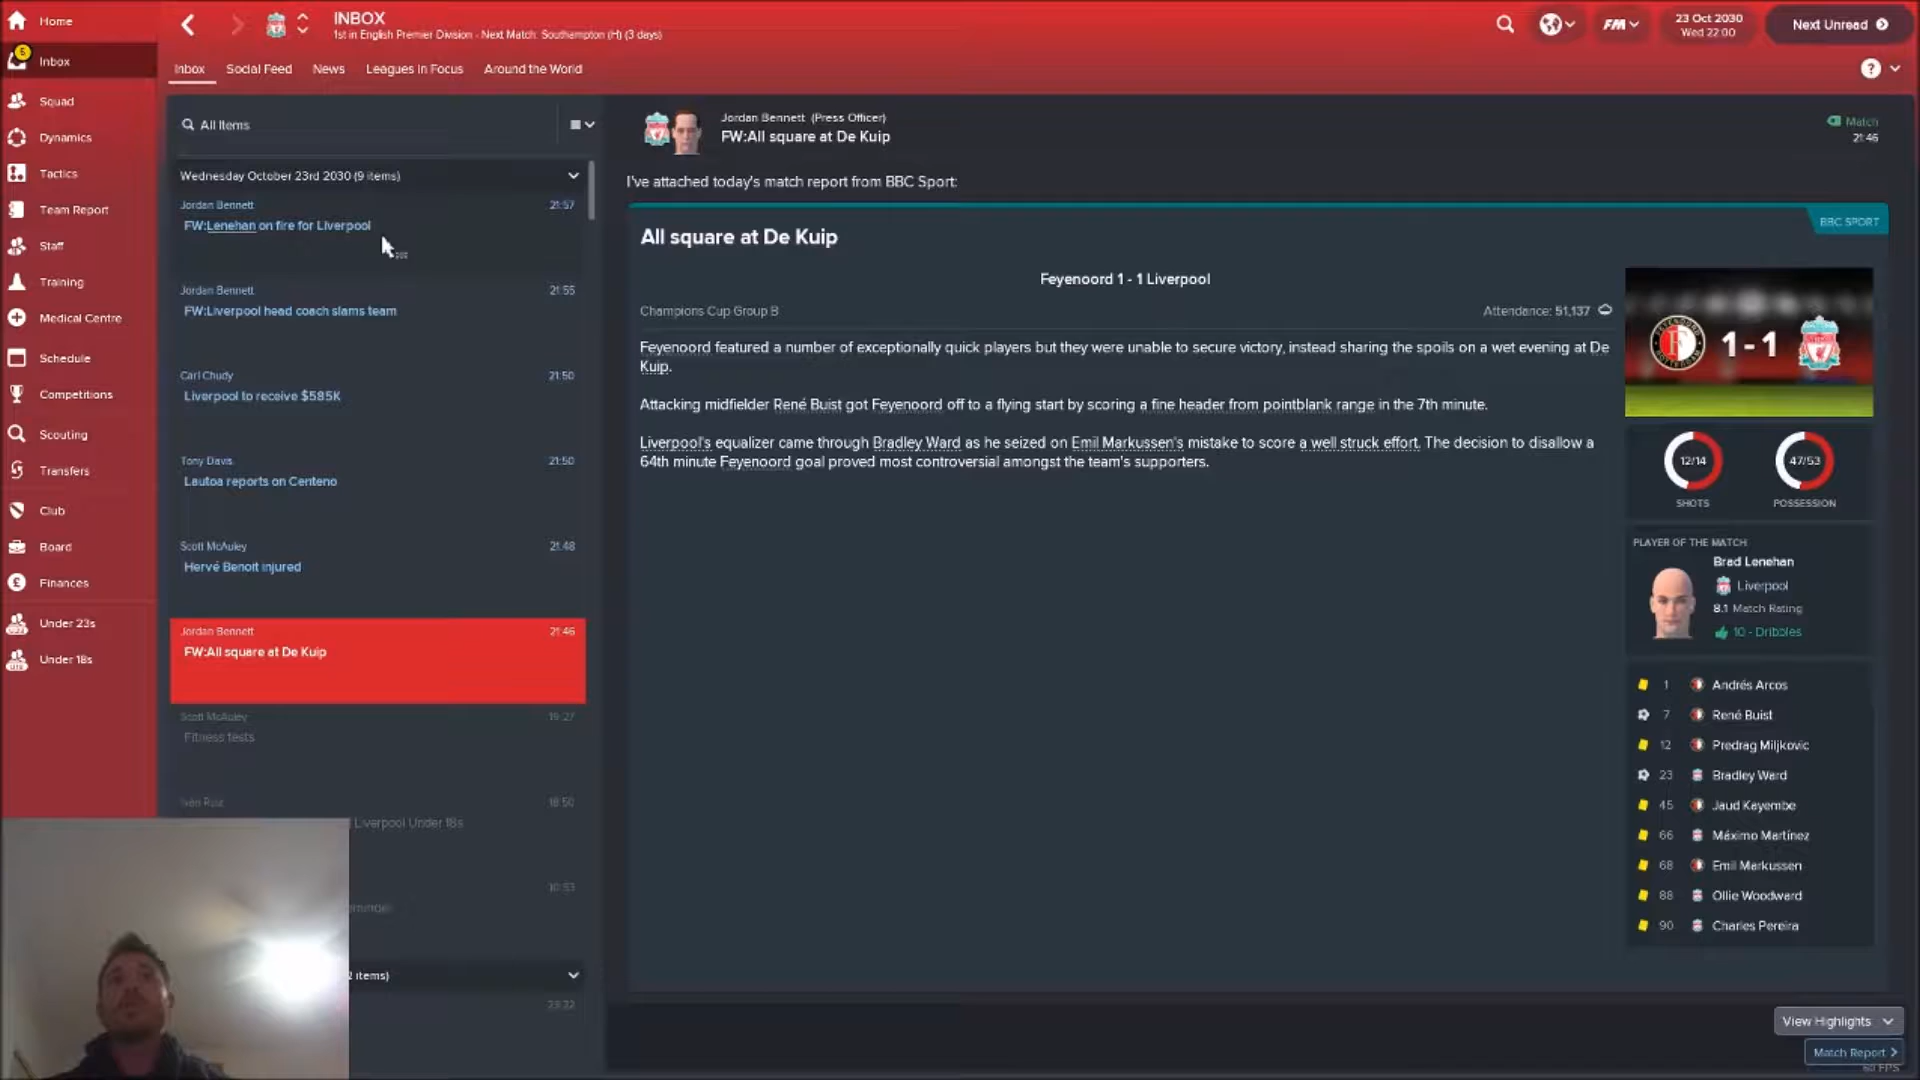 Home
Inbox
5
Squad
Dynamics
Tactics
Team Report
Staff
Training
Medical Centre
Schedule
Competitions
Scouting
Transfers
Club
Board
Finances
Under 23s
Under 18s
INBOX
1st in English Premier Division - Next Match: Southampton (H) (3 days)
FM
23 Oct 2030
Wed 22:00
Next Unread
Inbox
Social Feed
News
Leagues In Focus
Around the World
?
All Items
Wednesday October 23rd 2030 (9 items)
Jordan Bennett 21:57
FW:Lenehan on fire for Liverpool
Jordan Bennett 21:55
FW:Liverpool head coach slams team
Carl Chudy 21:50
Liverpool to receive $585K
Tony Davis 21:50
Lautoa reports on Centeno
Scott McAuley 21:48
Hervé Benoit injured
Jordan Bennett 21:46
FW:All square at De Kuip
Scott McAuley 19:27
Fitness tests
18:50
Liverpool Under 18s
10:53
2 items)
23:32
Jordan Bennett (Press Officer)
FW:All square at De Kuip
Match
21:46
I've attached today's match report from BBC Sport:
BBC SPORT
All square at De Kuip
Feyenoord 1 - 1 Liverpool
Champions Cup Group B
Attendance: 51,137
Feyenoord featured a number of exceptionally quick players but they were unable to secure victory, instead sharing the spoils on a wet evening at De
Kuip.
Attacking midfielder René Buist got Feyenoord off to a flying start by scoring a fine header from pointblank range in the 7th minute.
Liverpool's equalizer came through Bradley Ward as he seized on Emil Markussen's mistake to score a well struck effort. The decision to disallow a
64th minute Feyenoord goal proved most controversial amongst the team's supporters.
1 - 1
12/14
SHOTS
47/53
POSSESSION
PLAYER OF THE MATCH
Brad Lenehan
Liverpool
8.1 Match Rating
10 - Dribbles
1 Andrés Arcos
7 René Buist
12 Predrag Miljkovic
23 Bradley Ward
45 Jaud Kayembe
66 Máximo Martínez
68 Emil Markussen
88 Ollie Woodward
90 Charles Pereira
View Highlights
Match Report
60 FPS